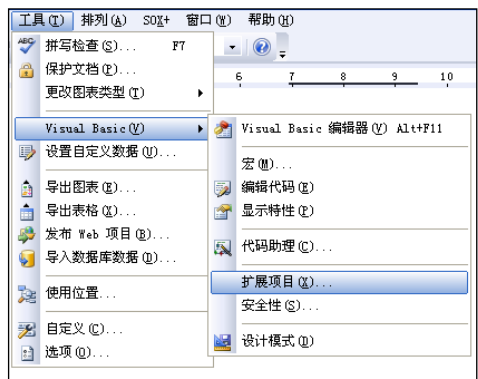 工具(T) 排列(A) SOX+ 窗口(W) 帮助(H)
拼写检查(S)... F7
保护文档(P)...
更改图表类型(T)
6 7 8 9 10
Visual Basic(V)
设置自定义数据(U)...
导出图表(E)...
导出表格(X)...
发布 Web 项目(B)...
导入数据库数据(D)...
使用位置...
自定义(C)...
选项(O)...
Visual Basic 编辑器(V) Alt+F11
宏(M)...
编辑代码(E)
显示特性(P)
代码助理(C)...
扩展项目(X)...
安全性(S)...
设计模式(D)